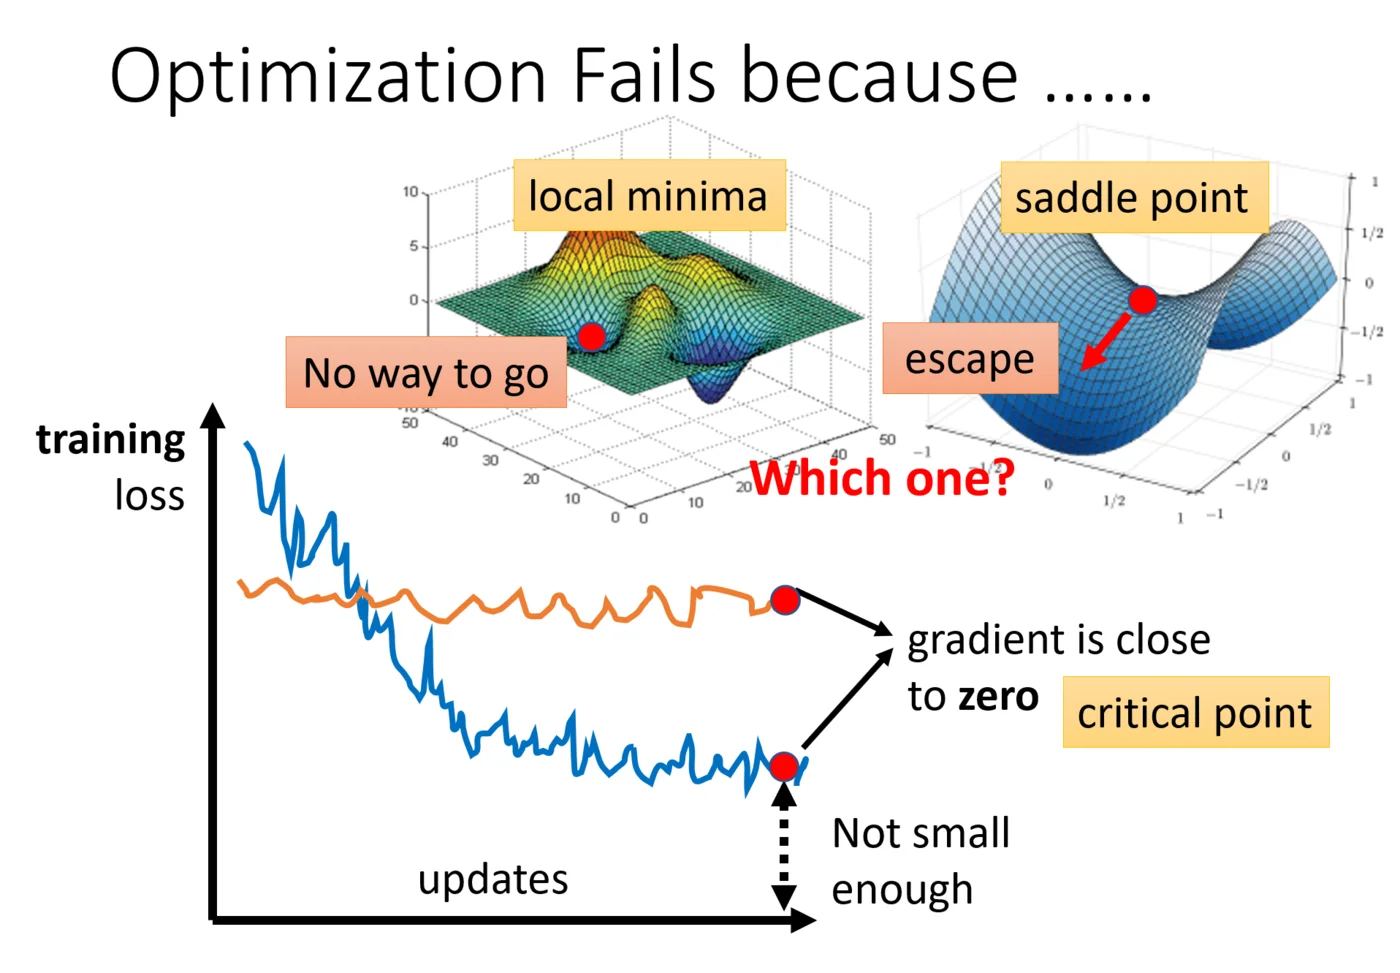 Optimization Fails because ……
local minima
saddle point
10
5
0
No way to go
escape
50
40
30
20
10
0
0
10
20
30
40
50
Which one?
1
1/2
0
−1/2
−1
−1
−1/2
0
1/2
1
1
1/2
0
−1/2
−1
training
loss
gradient is close
to zero
critical point
Not small
enough
updates